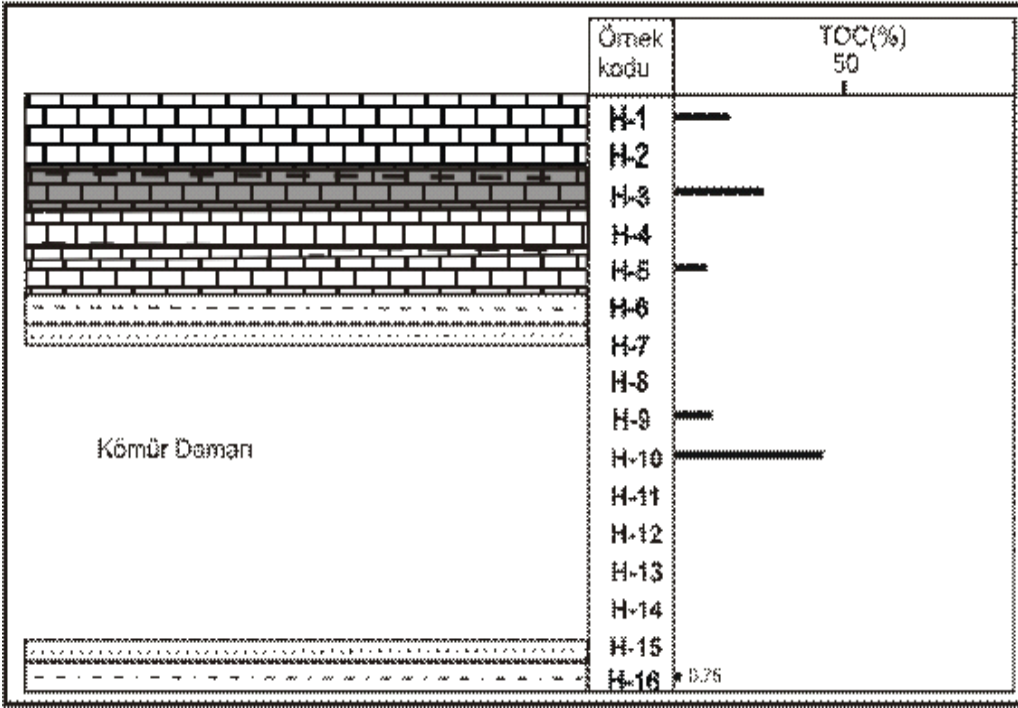 Örnek
kodu
TOC(%)
50
H-1
H-2
H-3
H-4
H-5
H-6
H-7
H-8
H-9
Kömür Damarı
H-10
H-11
H-12
H-13
H-14
H-15
H-16
0.76